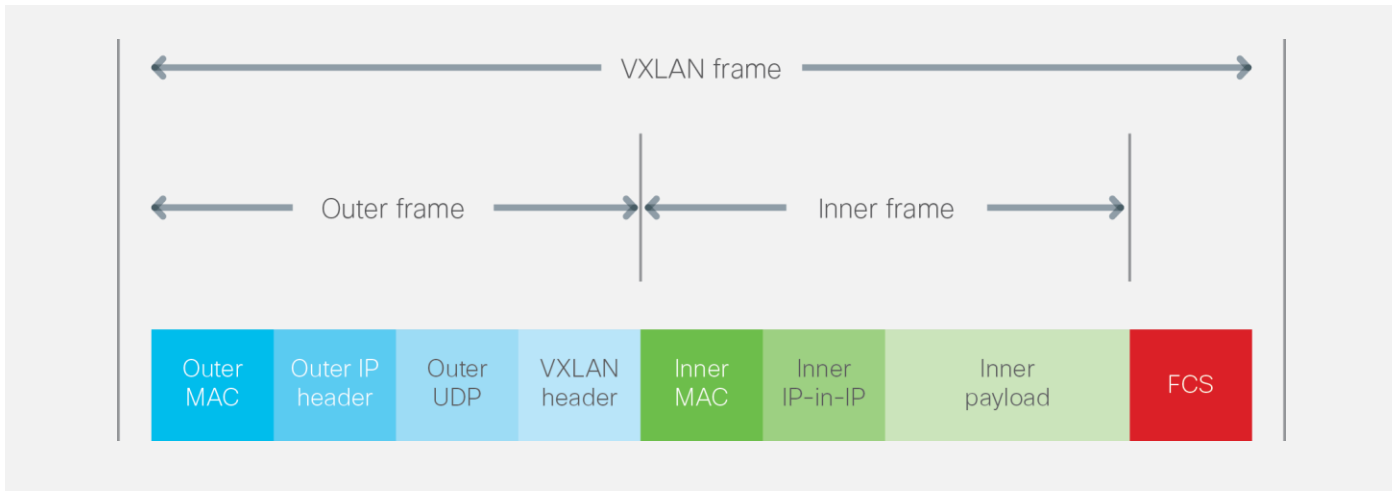 VXLAN frame
Outer frame
Inner frame
Outer
MAC
Outer IP
header
Outer
UDP
VXLAN
header
Inner
MAC
Inner
IP-in-IP
Inner
payload
FCS